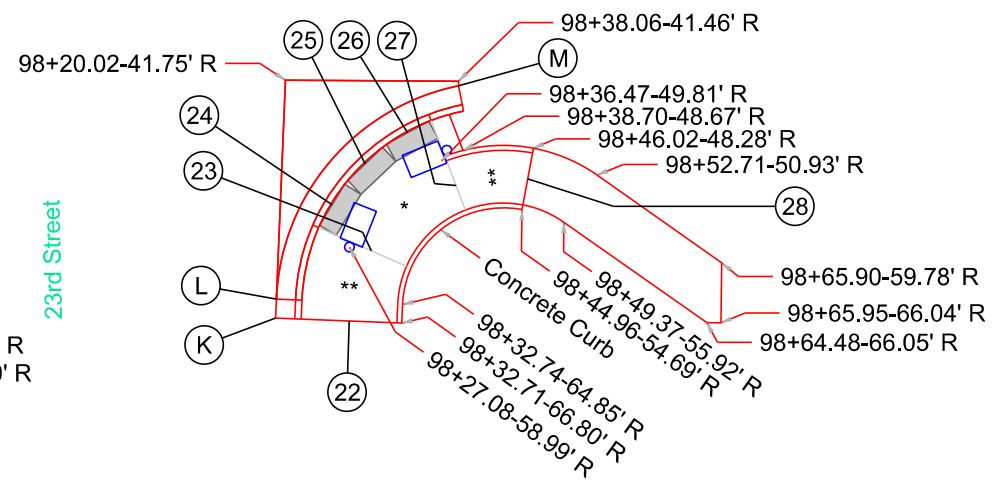 98+20.02-41.75' R
98+38.06-41.46' R
25
26
27
M
98+36.47-49.81' R
98+38.70-48.67' R
98+46.02-48.28' R
98+52.71-50.93' R
24
23
*
**
28
23rd Street
L
K
**
22
Concrete Curb
98+65.90-59.78' R
98+65.95-66.04' R
98+64.48-66.05' R
98+49.37-55.92' R
98+44.96-54.69' R
98+32.74-64.85' R
98+32.71-66.80' R
98+27.08-58.99' R
R
' R